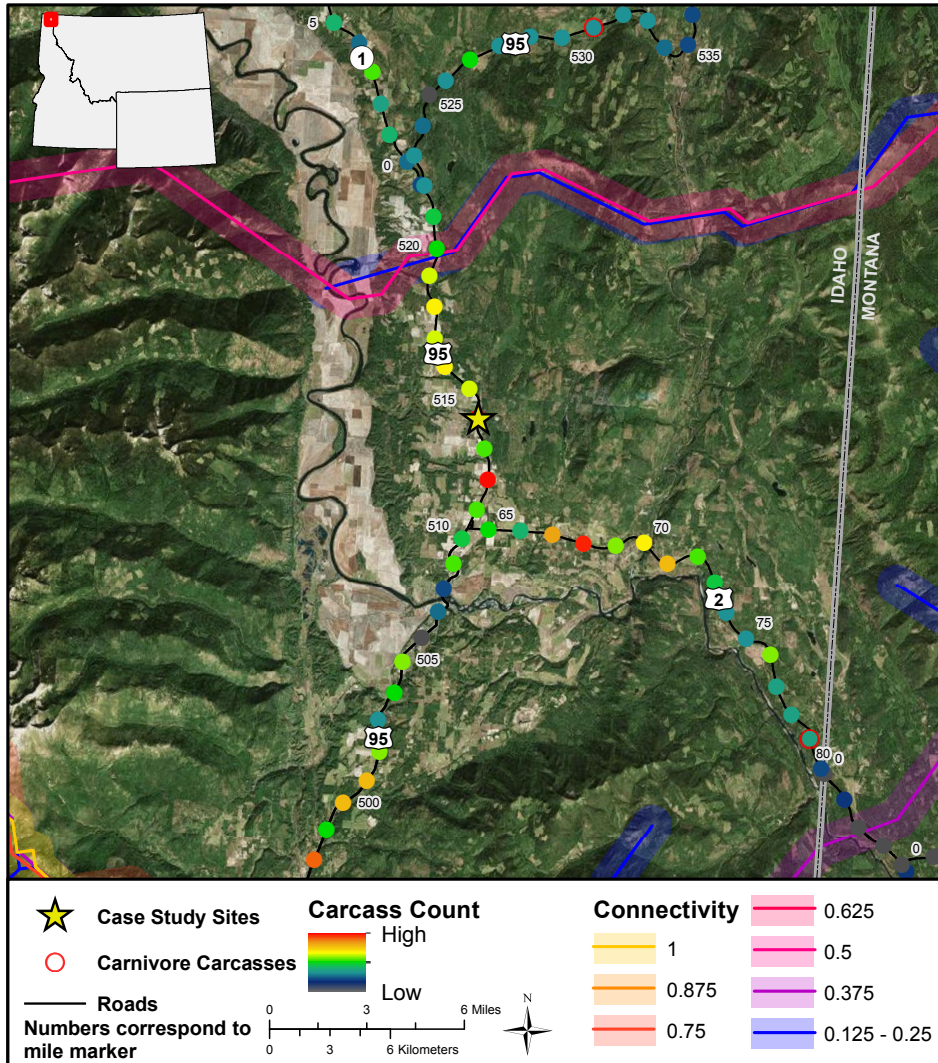 5
1
95
530
535
525
0
520
IDAHO
MONTANA
95
515
510
65
70
2
75
505
95
80
0
500
0
Case Study Sites
Carnivore Carcasses
Roads
Numbers correspond to
mile marker
Carcass Count
High
Low
0 3 6 Miles
0 3 6 Kilometers
N
Connectivity
1
0.875
0.75
0.625
0.5
0.375
0.125 - 0.25